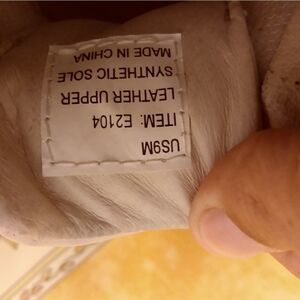 US9M
ITEM: E2104
LEATHER UPPER
SYNTHETIC SOLE
MADE IN CHINA